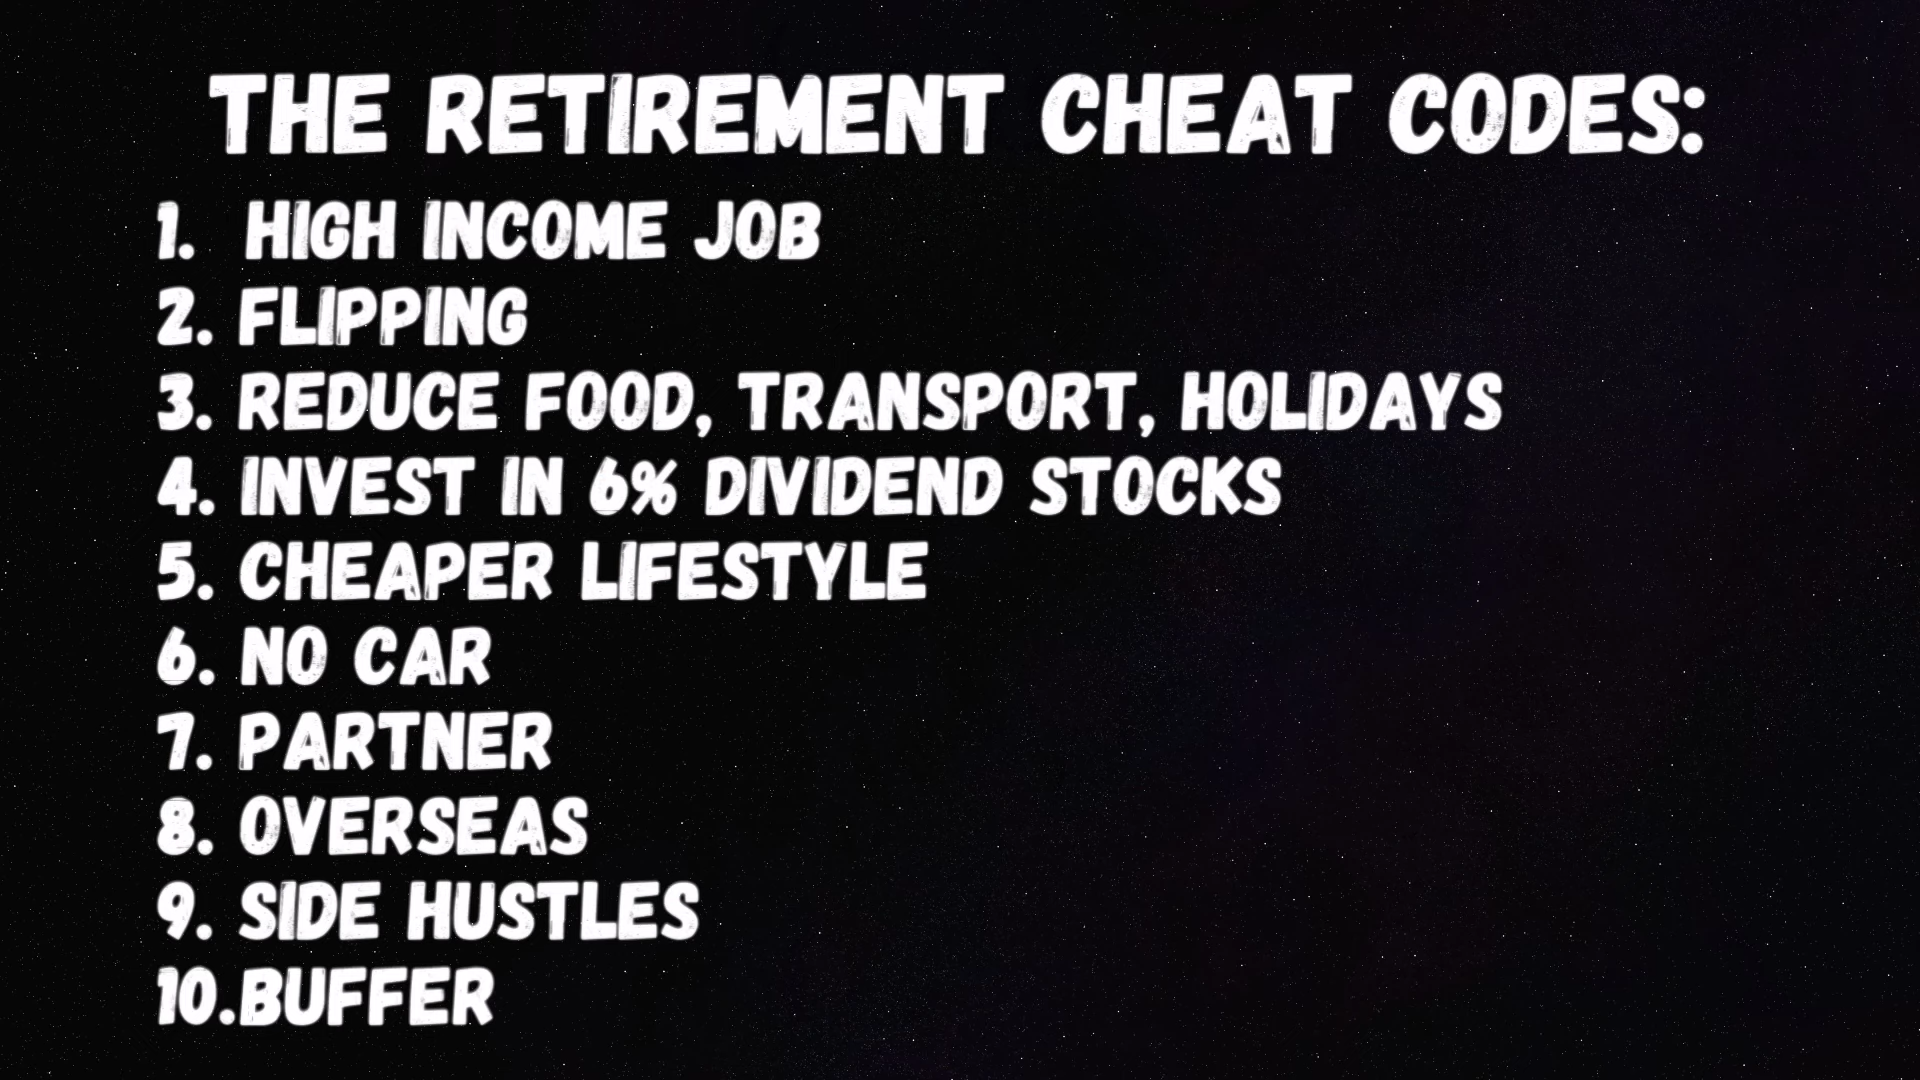 THE RETIREMENT CHEAT CODES:
1. HIGH INCOME JOB
2. FLIPPING
3. REDUCE FOOD, TRANSPORT, HOLIDAYS
4. INVEST IN 6% DIVIDEND STOCKS
5. CHEAPER LIFESTYLE
6. NO CAR
7. PARTNER
8. OVERSEAS
9. SIDE HUSTLES
10.BUFFER